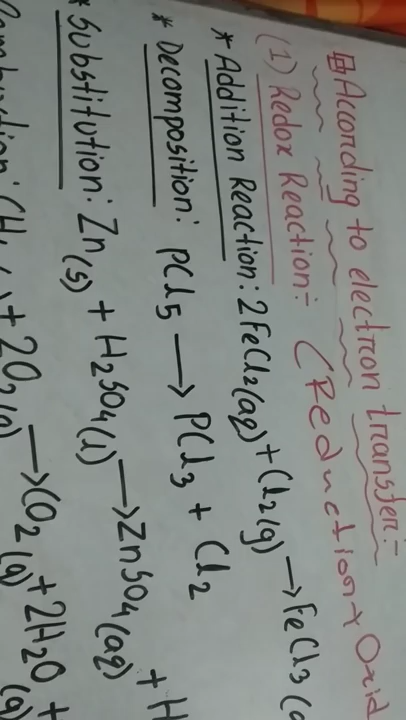 ⊞ According to electron transfer:-
(1) Redox Reaction:- (Reduction + Oxid
* Addition Reaction: 2FeCl2(aq) + Cl2(g) → FeCl3(
* Decomposition: PCl5 → PCl3 + Cl2
* Substitution: Zn(s) + H2SO4(l) → ZnSO4(aq) + H
+ 2O2(g) → CO2(g) + 2H2O(g) +